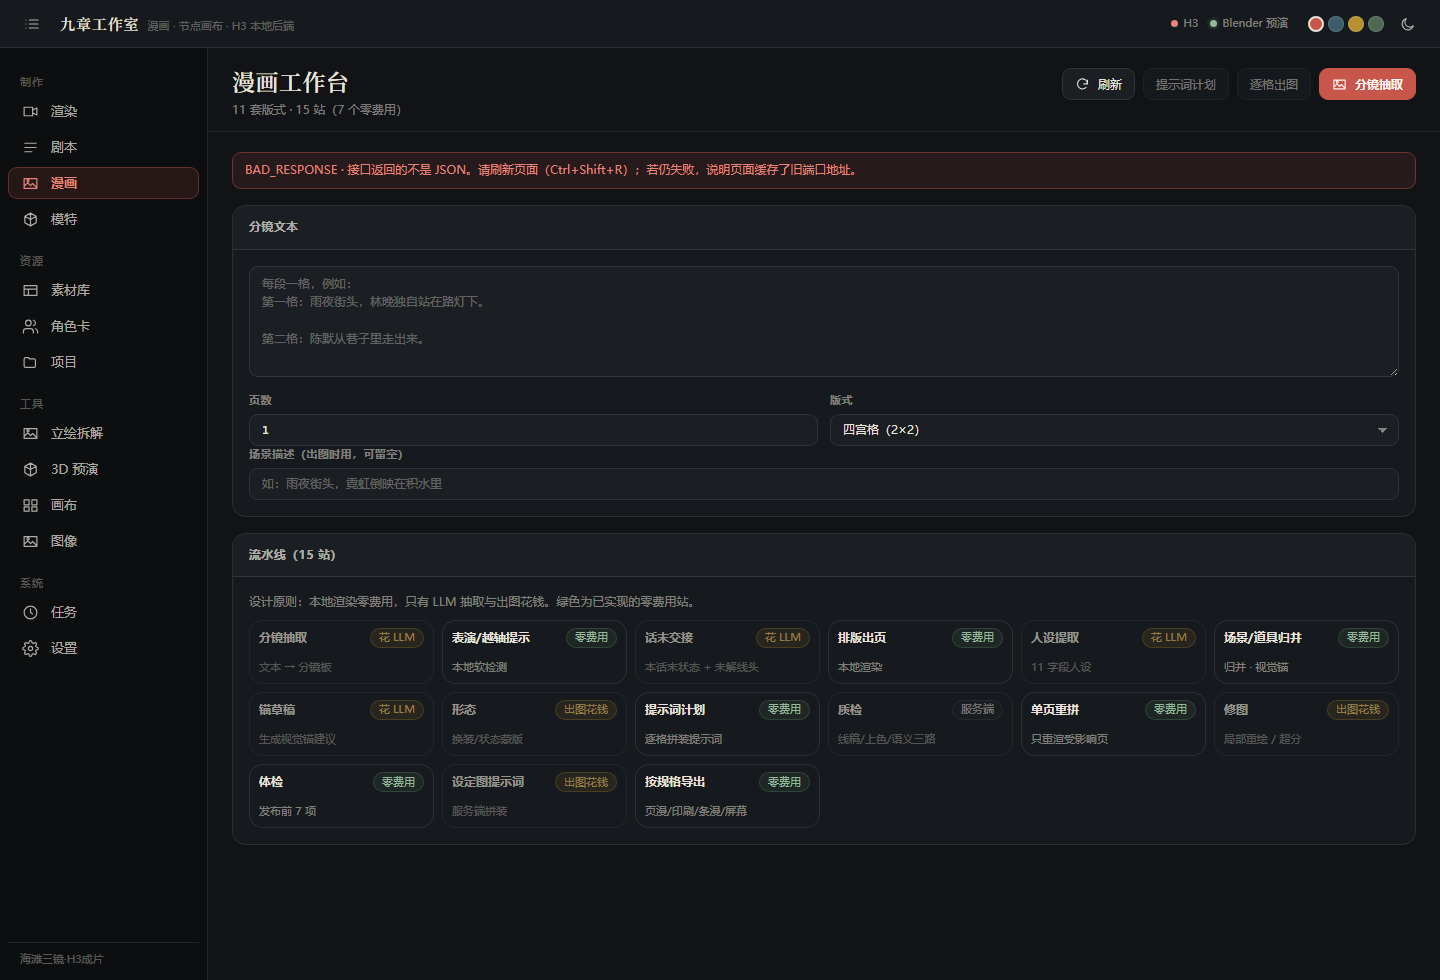 九章工作室 漫画 · 节点画布 · H3 本地后端
H3 Blender 预演
制作
渲染
剧本
漫画
模特
资源
素材库
角色卡
项目
工具
立绘拆解
3D 预演
画布
图像
系统
任务
设置
海滩三镜·H3成片
漫画工作台
11 套版式 · 15 站（7 个零费用）
刷新 提示词计划 逐格出图 分镜抽取
BAD_RESPONSE · 接口返回的不是 JSON。请刷新页面（Ctrl+Shift+R）；若仍失败，说明页面缓存了旧端口地址。
分镜文本
每段一格，例如：
第一格：雨夜街头，林晚独自站在路灯下。
第二格：陈默从巷子里走出来。
页数 版式
1 四宫格（2×2）
场景描述（出图时用，可留空）
如：雨夜街头，霓虹倒映在积水里
流水线（15 站）
设计原则：本地渲染零费用，只有 LLM 抽取与出图花钱。绿色为已实现的零费用站。
分镜抽取 花 LLM 表演/越轴提示 零费用 话末交接 花 LLM 排版出页 零费用 人设提取 花 LLM 场景/道具归并 零费用
文本 → 分镜板 本地软检测 本话末状态 + 未解线头 本地渲染 11 字段人设 归并 · 视觉锚
锚草稿 花 LLM 形态 出图花钱 提示词计划 零费用 质检 服务端 单页重拼 零费用 修图 出图花钱
生成视觉锚建议 换装/状态蒙版 逐格拼装提示词 线稿/上色/语义三路 只重渲受影响页 局部重绘 / 超分
体检 零费用 设定图提示词 出图花钱 按规格导出 零费用
发布前 7 项 服务端拼装 页漫/印刷/条漫/屏幕